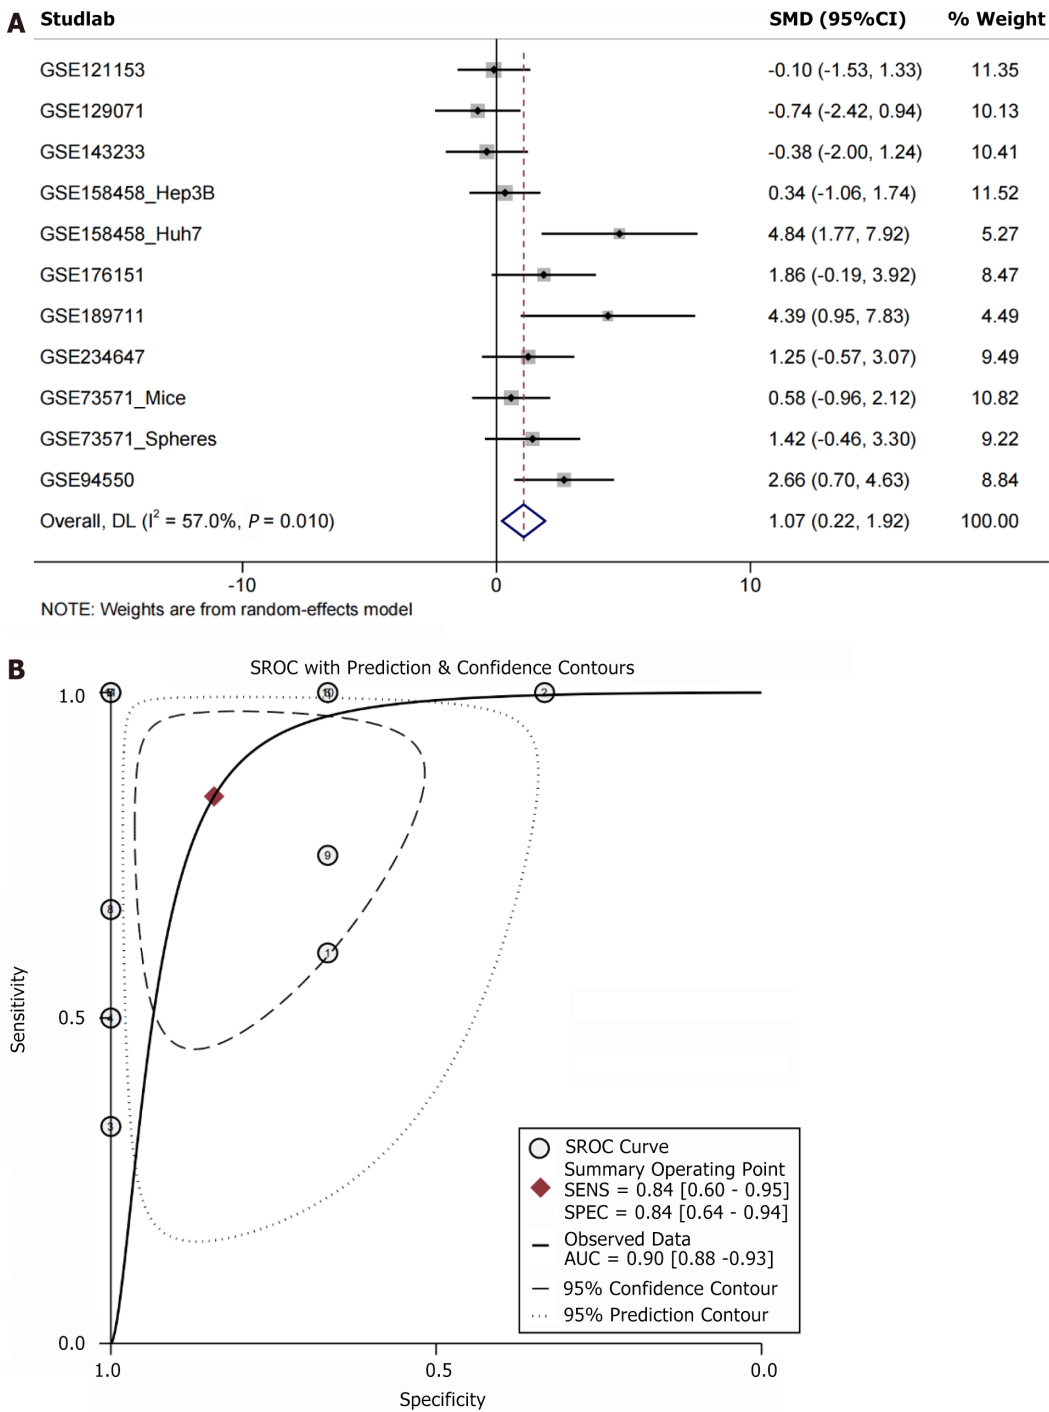 A
Studlab SMD (95%CI) % Weight
GSE121153 -0.10 (-1.53, 1.33) 11.35
GSE129071 -0.74 (-2.42, 0.94) 10.13
GSE143233 -0.38 (-2.00, 1.24) 10.41
GSE158458_Hep3B 0.34 (-1.06, 1.74) 11.52
GSE158458_Huh7 4.84 (1.77, 7.92) 5.27
GSE176151 1.86 (-0.19, 3.92) 8.47
GSE189711 4.39 (0.95, 7.83) 4.49
GSE234647 1.25 (-0.57, 3.07) 9.49
GSE73571_Mice 0.58 (-0.96, 2.12) 10.82
GSE73571_Spheres 1.42 (-0.46, 3.30) 9.22
GSE94550 2.66 (0.70, 4.63) 8.84
Overall, DL (I² = 57.0%, P = 0.010) 1.07 (0.22, 1.92) 100.00
-10 0 10
NOTE: Weights are from random-effects model
B
SROC with Prediction & Confidence Contours
1.0
2
9
8
1
0.5
3
Sensitivity
SROC Curve
Summary Operating Point
SENS = 0.84 [0.60 - 0.95]
SPEC = 0.84 [0.64 - 0.94]
Observed Data
AUC = 0.90 [0.88 -0.93]
95% Confidence Contour
95% Prediction Contour
0.0
1.0 0.5 0.0
Specificity